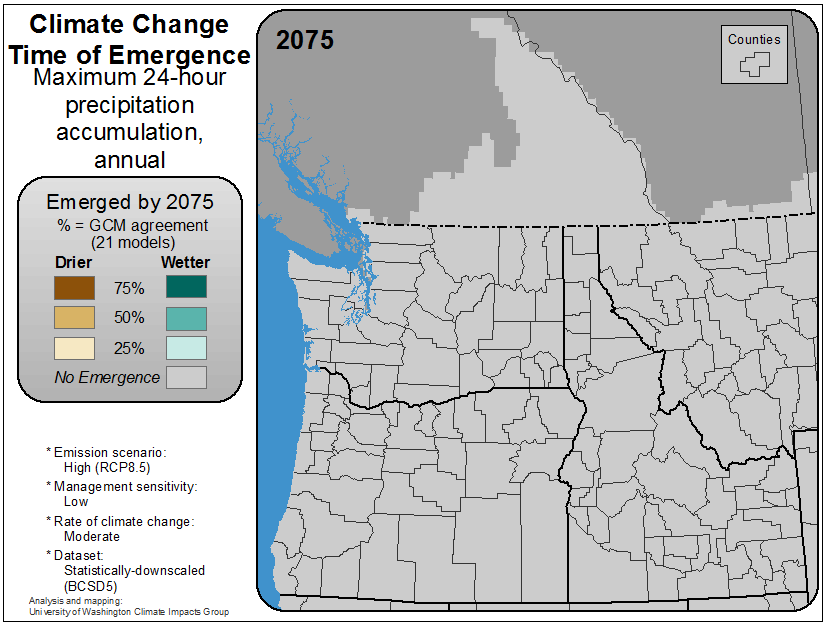 Climate Change
Time of Emergence
Maximum 24-hour
precipitation
accumulation,
annual
Emerged by 2075
% = GCM agreement
(21 models)
Drier Wetter
75%
50%
25%
No Emergence
* Emission scenario:
High (RCP8.5)
* Management sensitivity:
Low
* Rate of climate change:
Moderate
* Dataset:
Statistically-downscaled
(BCSD5)
Analysis and mapping:
University of Washington Climate Impacts Group
2075
Counties